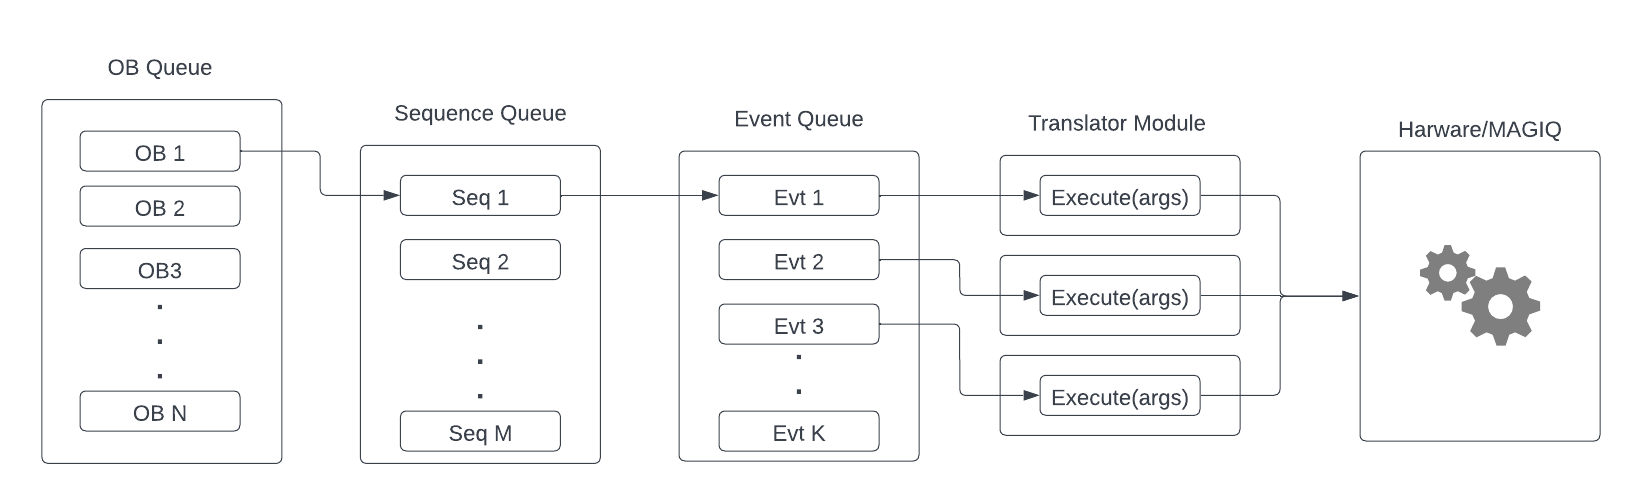 OB Queue
OB 1
OB 2
OB3
OB N
Sequence Queue
Seq 1
Seq 2
Seq M
Event Queue
Evt 1
Evt 2
Evt 3
Evt K
Translator Module
Execute(args)
Execute(args)
Execute(args)
Harware/MAGIQ